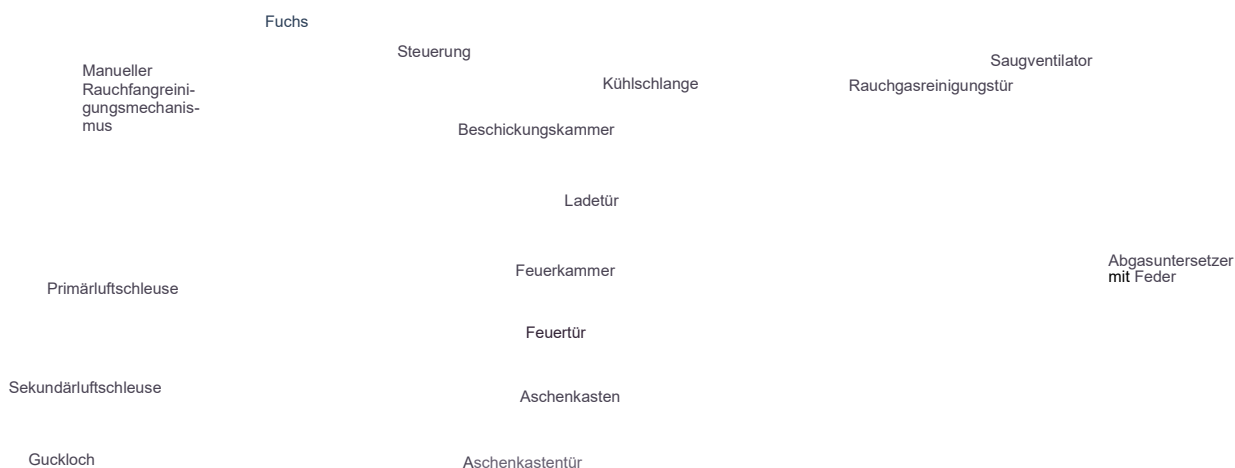 Fuchs
Steuerung
Saugventilator
Manueller
Rauchfangreini-
gungsmechanis-
mus
Kühlschlange
Rauchgasreinigungstür
Beschickungskammer
Ladetür
Abgasuntersetzer
mit Feder
Feuerkammer
Primärluftschleuse
Feuertür
Sekundärluftschleuse
Aschenkasten
Guckloch
Aschenkastentür